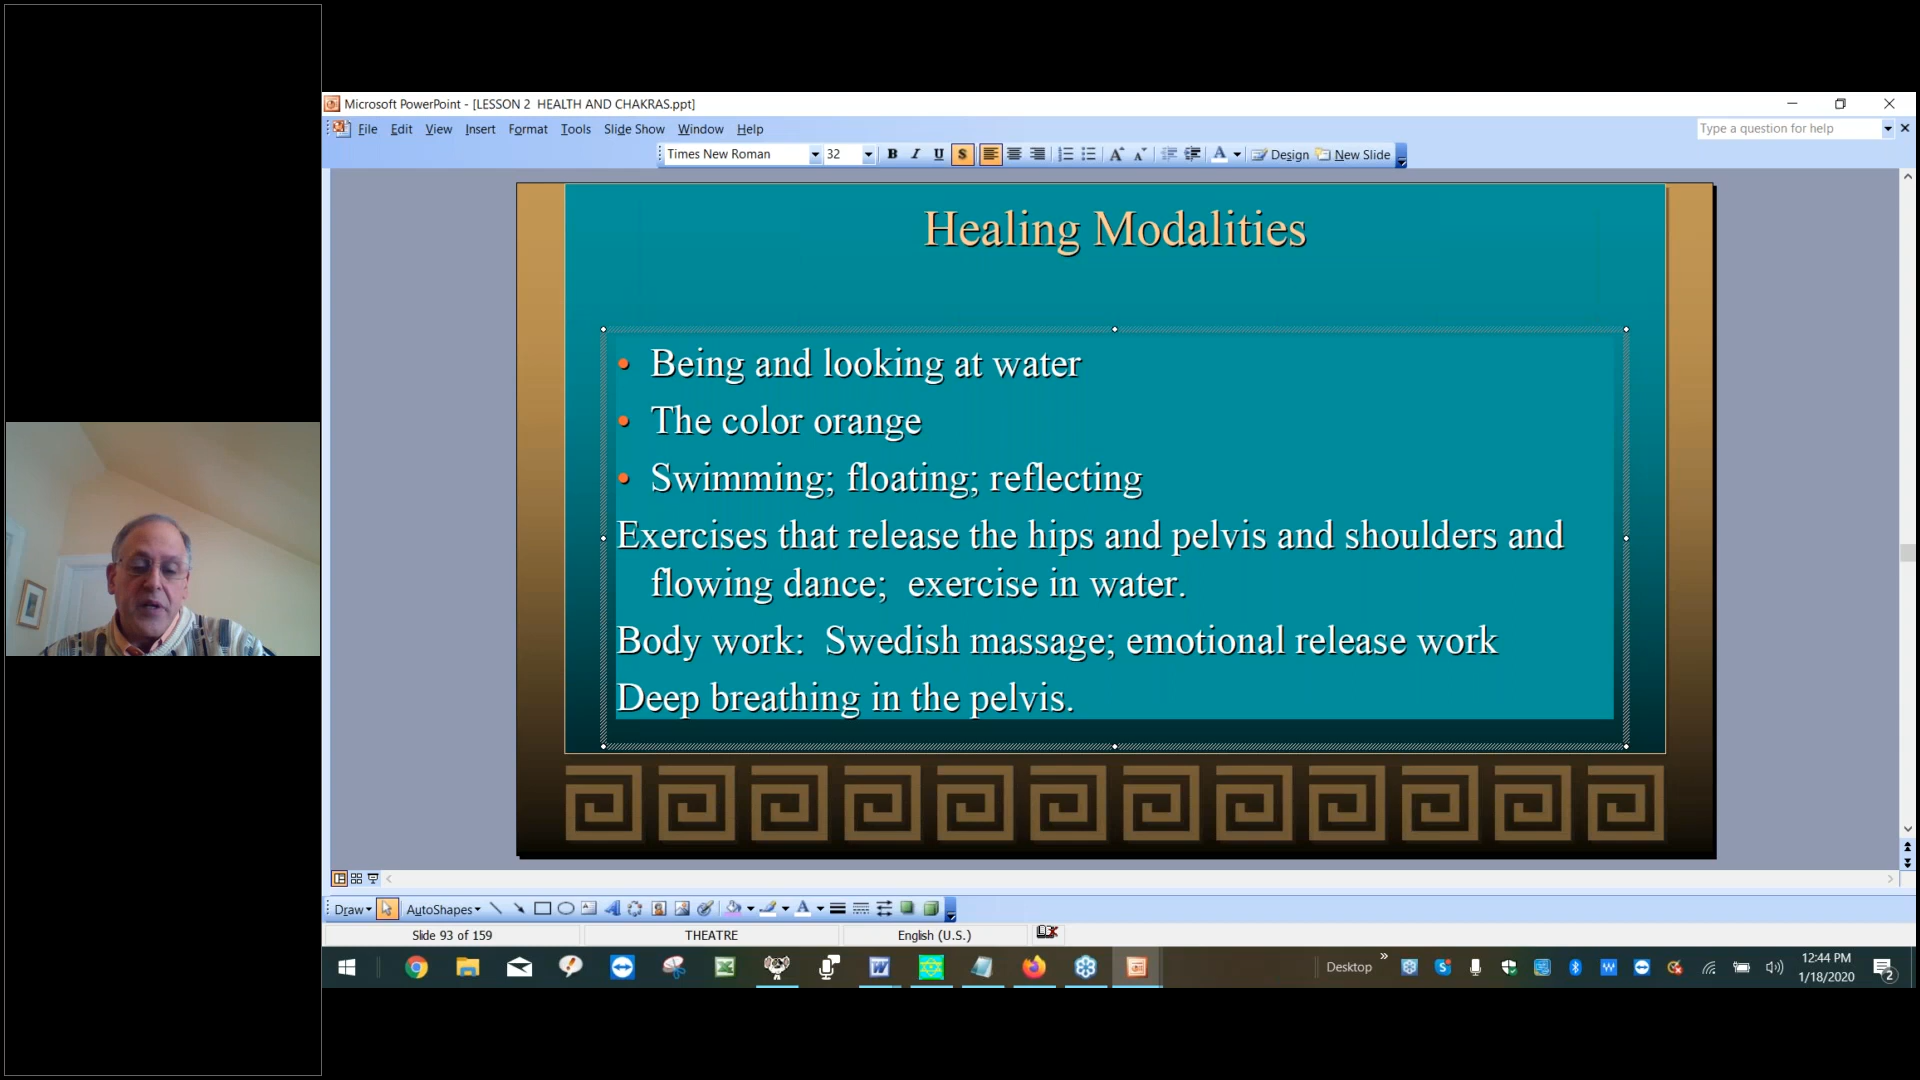 Microsoft PowerPoint - [LESSON 2  HEALTH AND CHAKRAS.ppt]
File Edit View Insert Format Tools Slide Show Window Help
Type a question for help
Times New Roman 32 B I U S A A A Design New Slide
Healing Modalities
• Being and looking at water
• The color orange
• Swimming; floating; reflecting
Exercises that release the hips and pelvis and shoulders and
flowing dance;  exercise in water.
Body work:  Swedish massage; emotional release work
Deep breathing in the pelvis.
Draw AutoShapes A
Slide 93 of 159 THEATRE English (U.S.)
Desktop
12:44 PM
1/18/2020
2